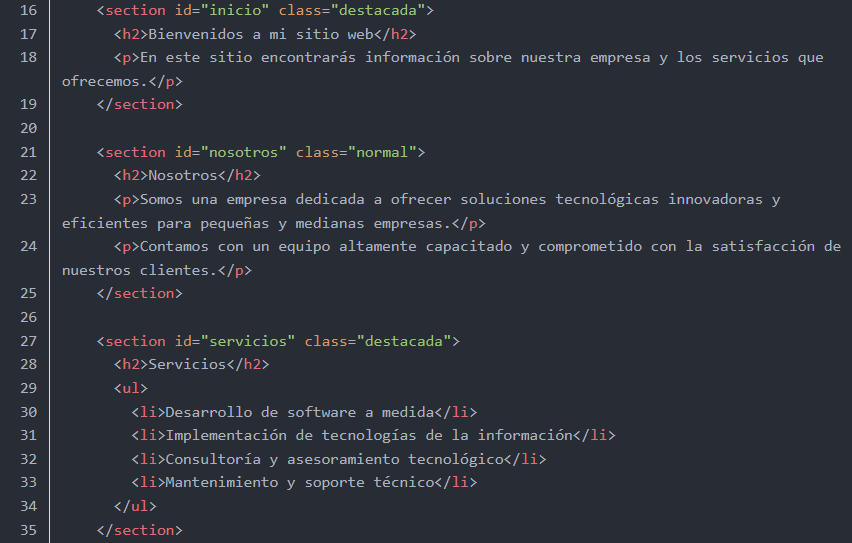 16 <section id="inicio" class="destacada">
17 <h2>Bienvenidos a mi sitio web</h2>
18 <p>En este sitio encontrarás información sobre nuestra empresa y los servicios que
ofrecemos.</p>
19 </section>
20
21 <section id="nosotros" class="normal">
22 <h2>Nosotros</h2>
23 <p>Somos una empresa dedicada a ofrecer soluciones tecnológicas innovadoras y
eficientes para pequeñas y medianas empresas.</p>
24 <p>Contamos con un equipo altamente capacitado y comprometido con la satisfacción de
nuestros clientes.</p>
25 </section>
26
27 <section id="servicios" class="destacada">
28 <h2>Servicios</h2>
29 <ul>
30 <li>Desarrollo de software a medida</li>
31 <li>Implementación de tecnologías de la información</li>
32 <li>Consultoría y asesoramiento tecnológico</li>
33 <li>Mantenimiento y soporte técnico</li>
34 </ul>
35 </section>